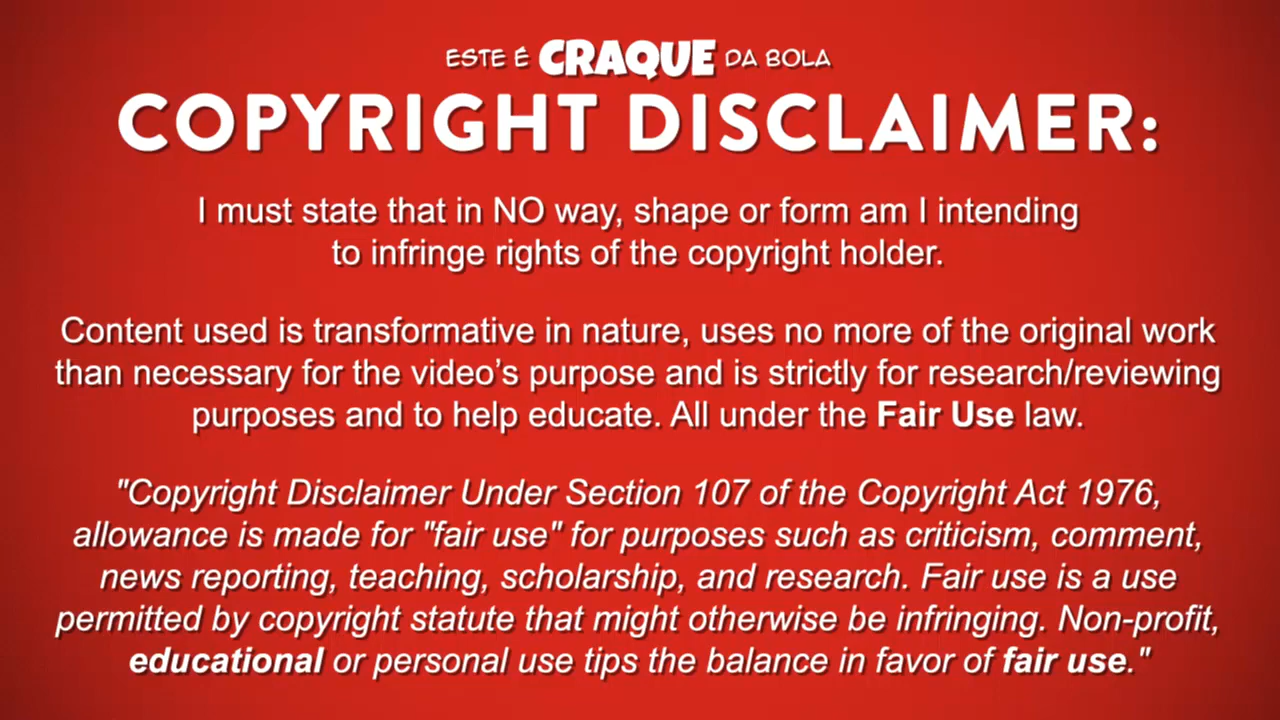 ESTE É CRAQUE DA BOLA
COPYRIGHT DISCLAIMER:
I must state that in NO way, shape or form am I intending
to infringe rights of the copyright holder.
Content used is transformative in nature, uses no more of the original work
than necessary for the video’s purpose and is strictly for research/reviewing
purposes and to help educate. All under the Fair Use law.
"Copyright Disclaimer Under Section 107 of the Copyright Act 1976,
allowance is made for "fair use" for purposes such as criticism, comment,
news reporting, teaching, scholarship, and research. Fair use is a use
permitted by copyright statute that might otherwise be infringing. Non-profit,
educational or personal use tips the balance in favor of fair use."